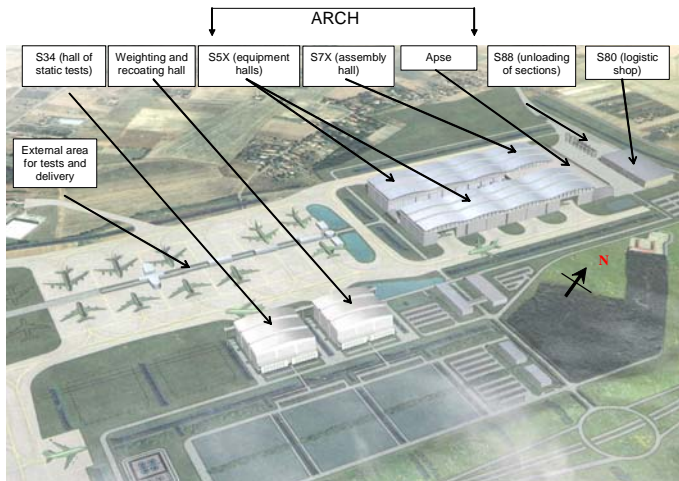 ARCH
S34 (hall of
static tests)
Weighting and
recoating hall
S5X (equipment
halls)
S7X (assembly
hall)
Apse
S88 (unloading
of sections)
S80 (logistic
shop)
External area
for tests and
delivery
N